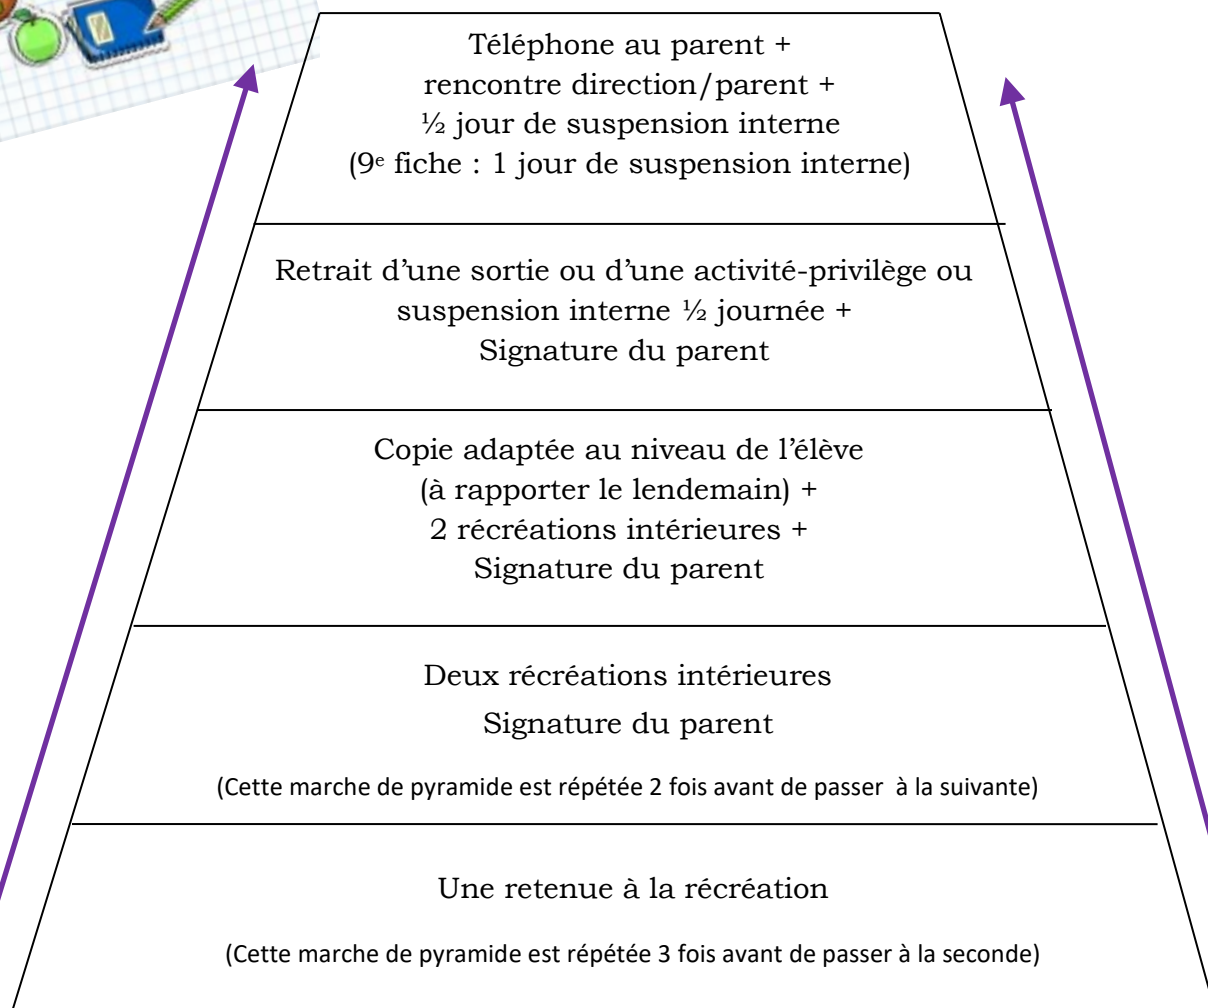 Téléphone au parent +
rencontre direction/parent +
½ jour de suspension interne
(9e fiche : 1 jour de suspension interne)
Retrait d’une sortie ou d’une activité-privilège ou
suspension interne ½ journée +
Signature du parent
Copie adaptée au niveau de l’élève
(à rapporter le lendemain) +
2 récréations intérieures +
Signature du parent
Deux récréations intérieures
Signature du parent
(Cette marche de pyramide est répétée 2 fois avant de passer à la suivante)
Une retenue à la récréation
(Cette marche de pyramide est répétée 3 fois avant de passer à la seconde)